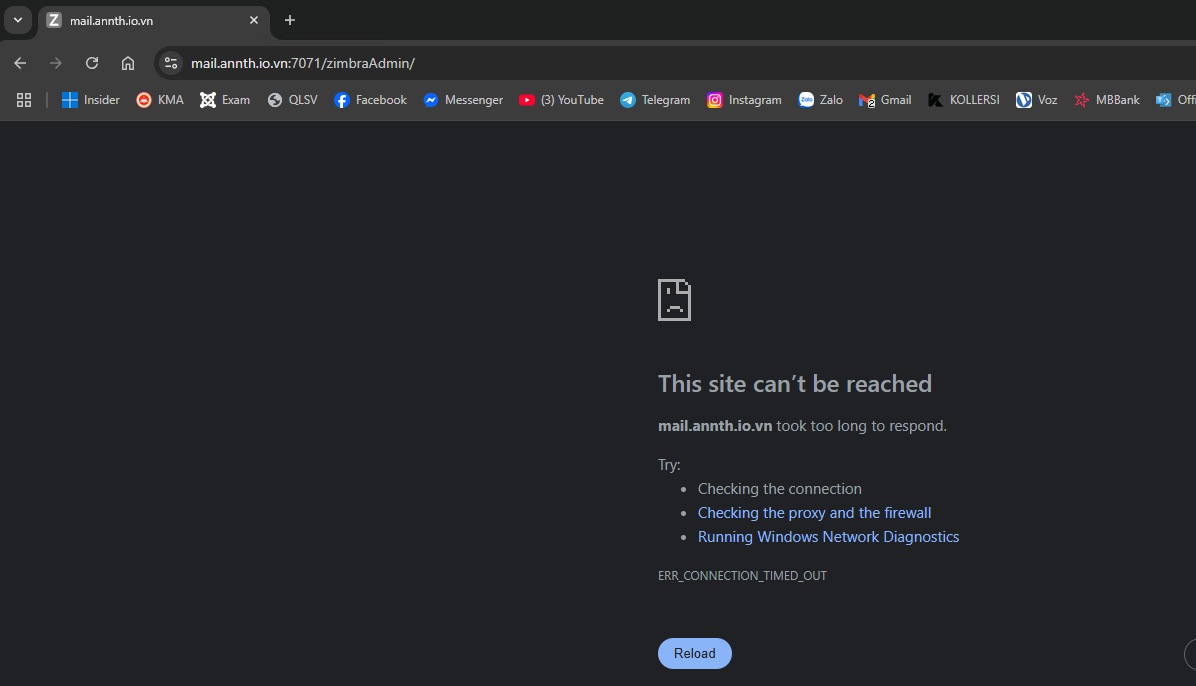 mail.annth.io.vn
mail.annth.io.vn:7071/zimbraAdmin/
Insider KMA Exam QLSV Facebook Messenger (3) YouTube Telegram Instagram Zalo Gmail KOLLERSI Voz MBBank Offi
This site can't be reached
mail.annth.io.vn took too long to respond.
Try:
• Checking the connection
• Checking the proxy and the firewall
• Running Windows Network Diagnostics
ERR_CONNECTION_TIMED_OUT
Reload